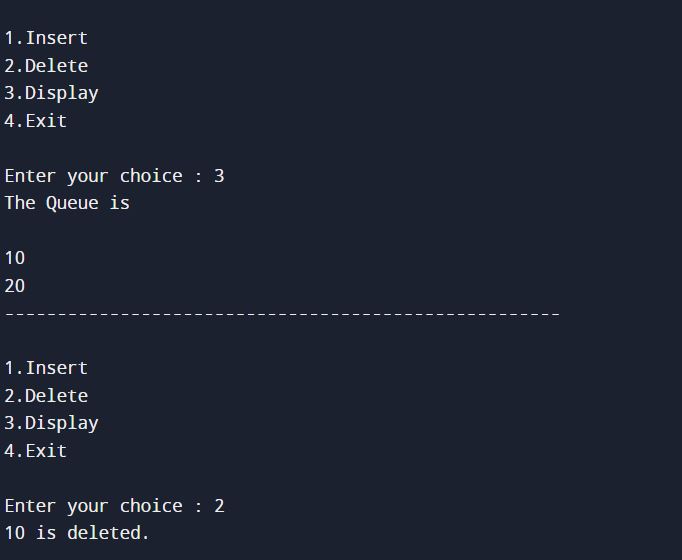 1.Insert
2.Delete
3.Display
4.Exit
Enter your choice : 3
The Queue is
10
20
-----------------------------------------------------
1.Insert
2.Delete
3.Display
4.Exit
Enter your choice : 2
10 is deleted.